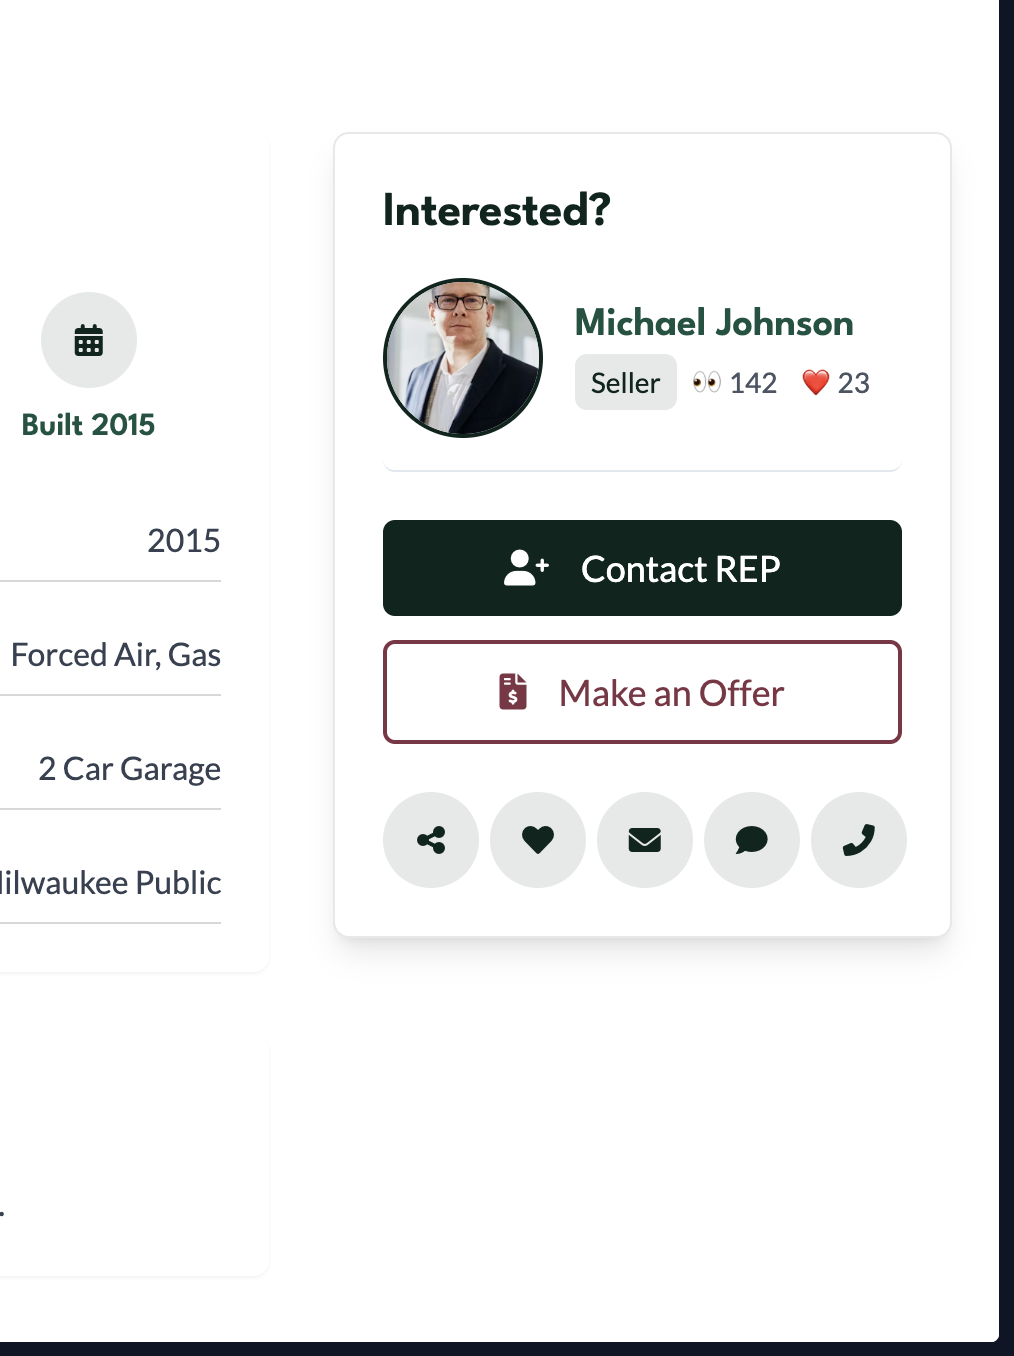 Built 2015
2015
Forced Air, Gas
2 Car Garage
ilwaukee Public
.
Interested?
Michael Johnson
Seller 👀 142 ❤️ 23
Contact REP
Make an Offer